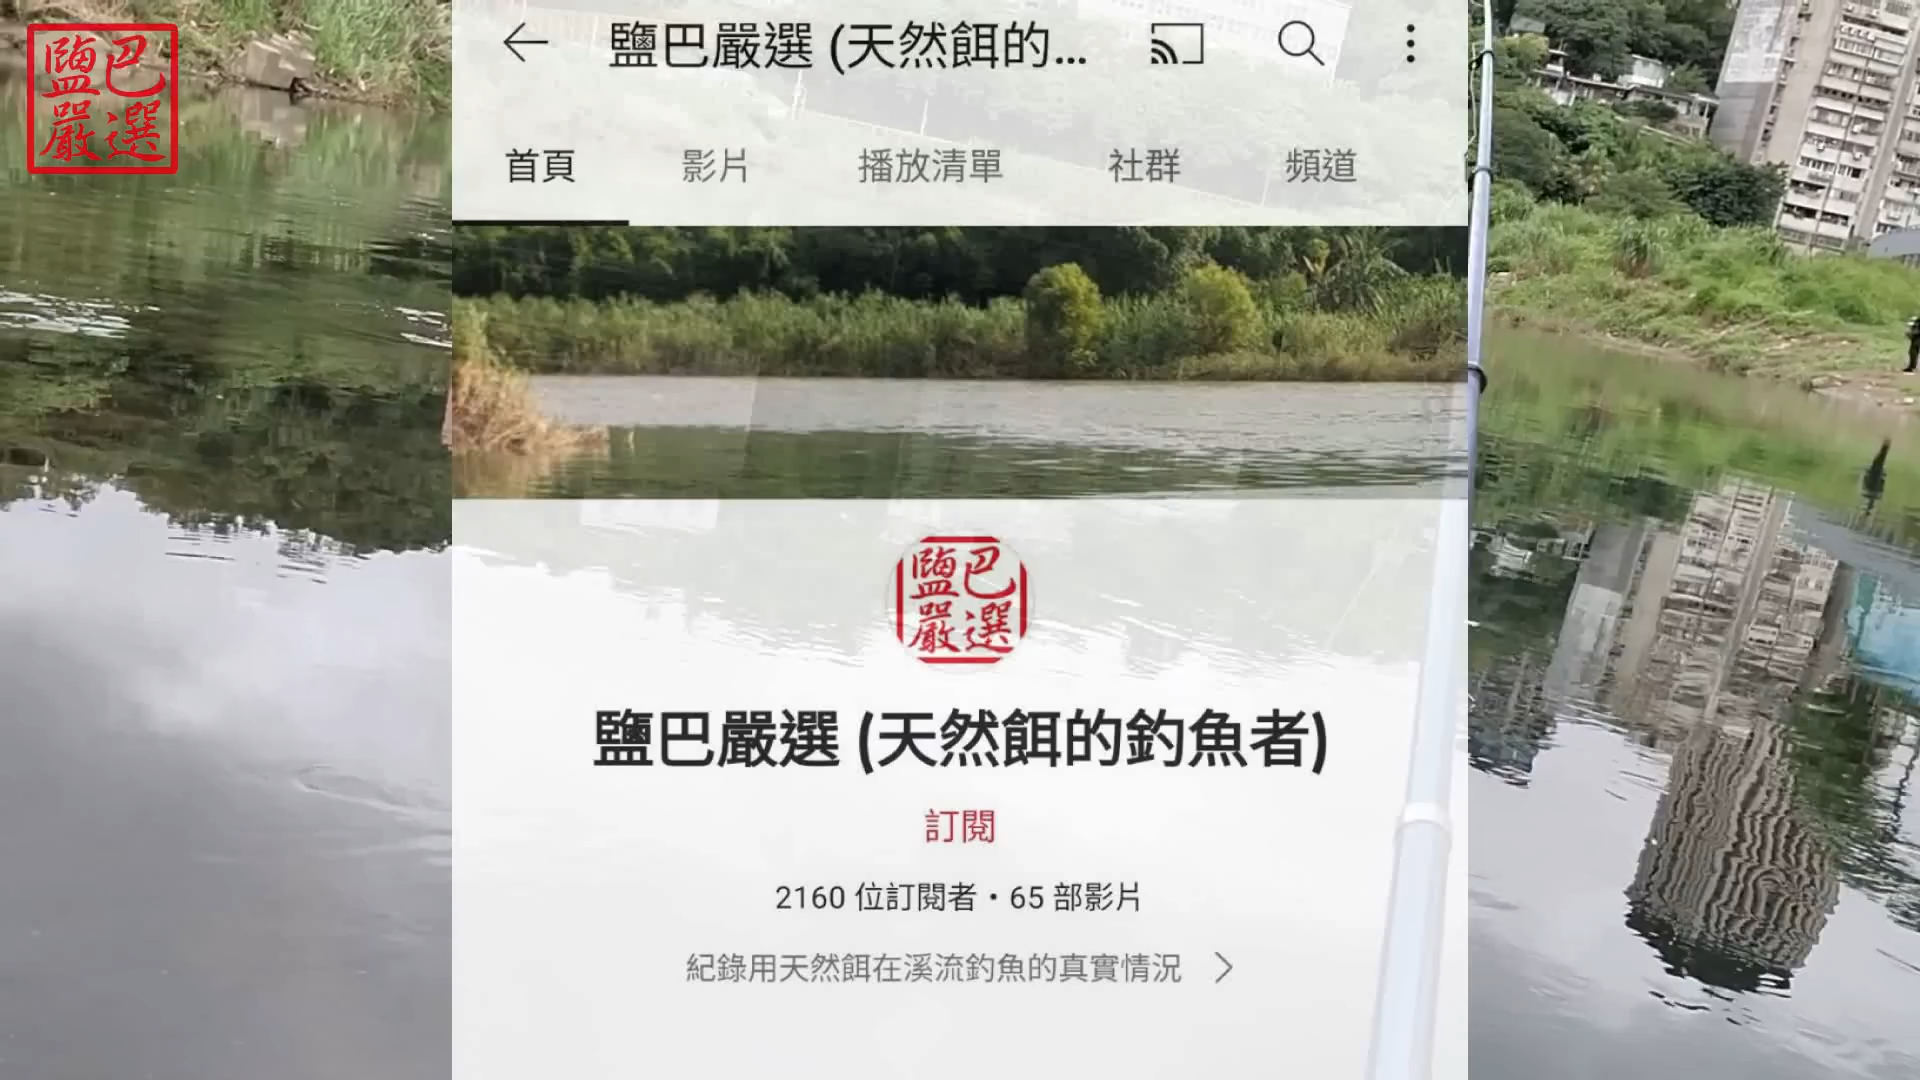 鹽巴
嚴選
鹽巴嚴選 (天然餌的...
首頁 影片 播放清單 社群 頻道
鹽巴
嚴選
鹽巴嚴選 (天然餌的釣魚者)
訂閱
2160 位訂閱者・65 部影片
紀錄用天然餌在溪流釣魚的真實情況